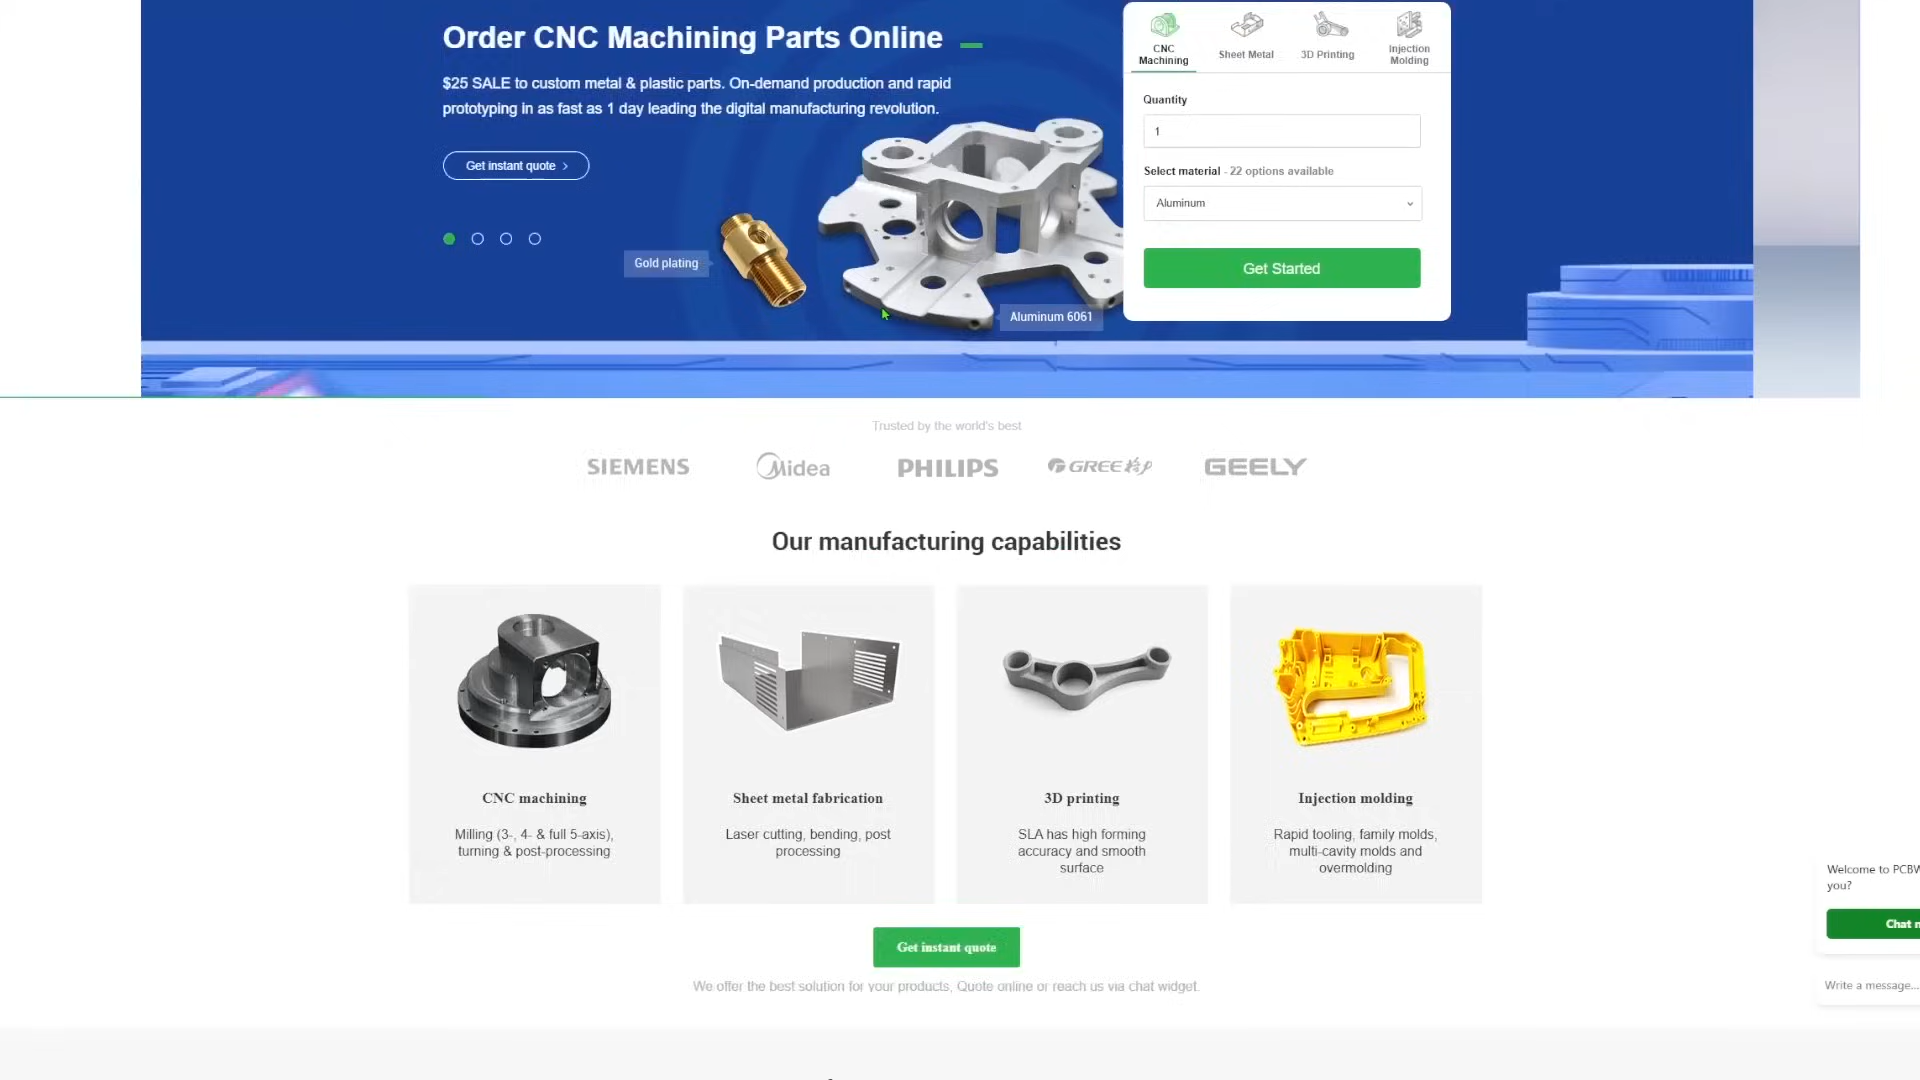 Order CNC Machining Parts Online
$25 SALE to custom metal & plastic parts. On-demand production and rapid
prototyping in as fast as 1 day leading the digital manufacturing revolution.
Get instant quote >
Gold plating
Aluminum 6061
CNC
Machining
Sheet Metal
3D Printing
Injection
Molding
Quantity
1
Select material - 22 options available
Aluminum
Get Started
Trusted by the world's best
SIEMENS
Midea
PHILIPS
GREE 格力
GEELY
Our manufacturing capabilities
CNC machining
Milling (3-, 4- & full 5-axis),
turning & post-processing
Sheet metal fabrication
Laser cutting, bending, post
processing
3D printing
SLA has high forming
accuracy and smooth
surface
Injection molding
Rapid tooling, family molds,
multi-cavity molds and
overmolding
Get instant quote
We offer the best solution for your products, Quote online or reach us via chat widget.
Welcome to PCBW
you?
Chat n
Write a message...